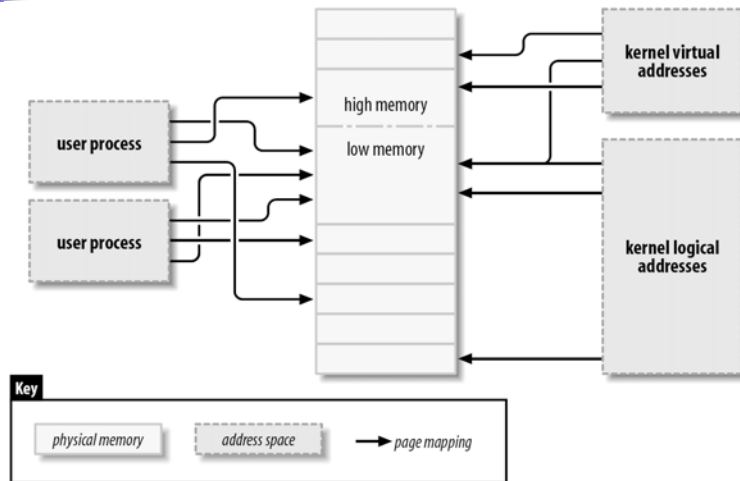 kernel virtual
addresses
high memory
user process
low memory
user process
kernel logical
addresses
Key
physical memory
address space
page mapping